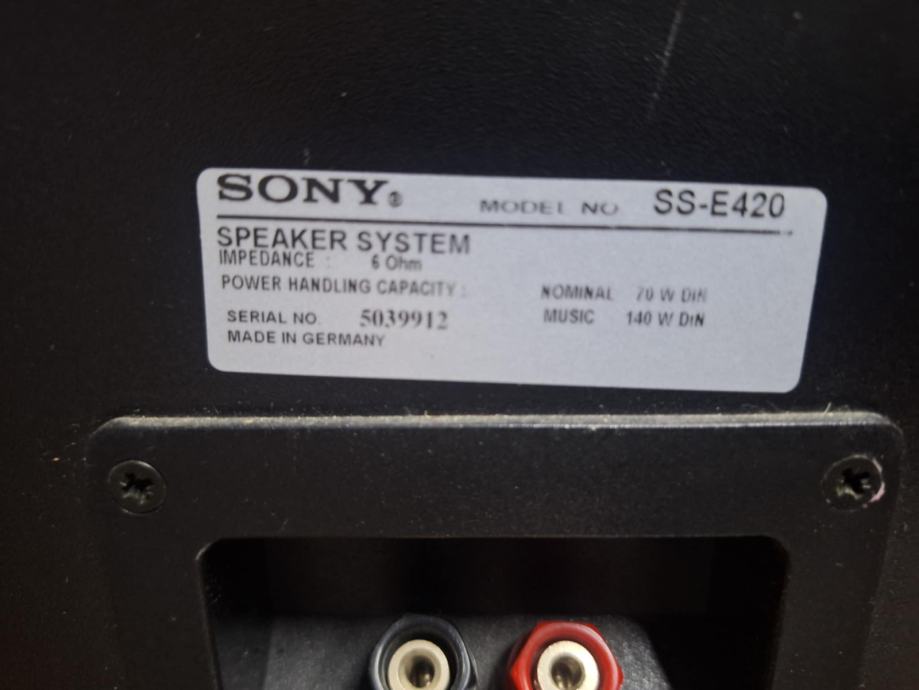 SONY® MODEL NO. SS-E420
SPEAKER SYSTEM
IMPEDANCE : 6 Ohm
POWER HANDLING CAPACITY : NOMINAL 70 W DIN
SERIAL NO. 5039912 MUSIC 140 W DIN
MADE IN GERMANY